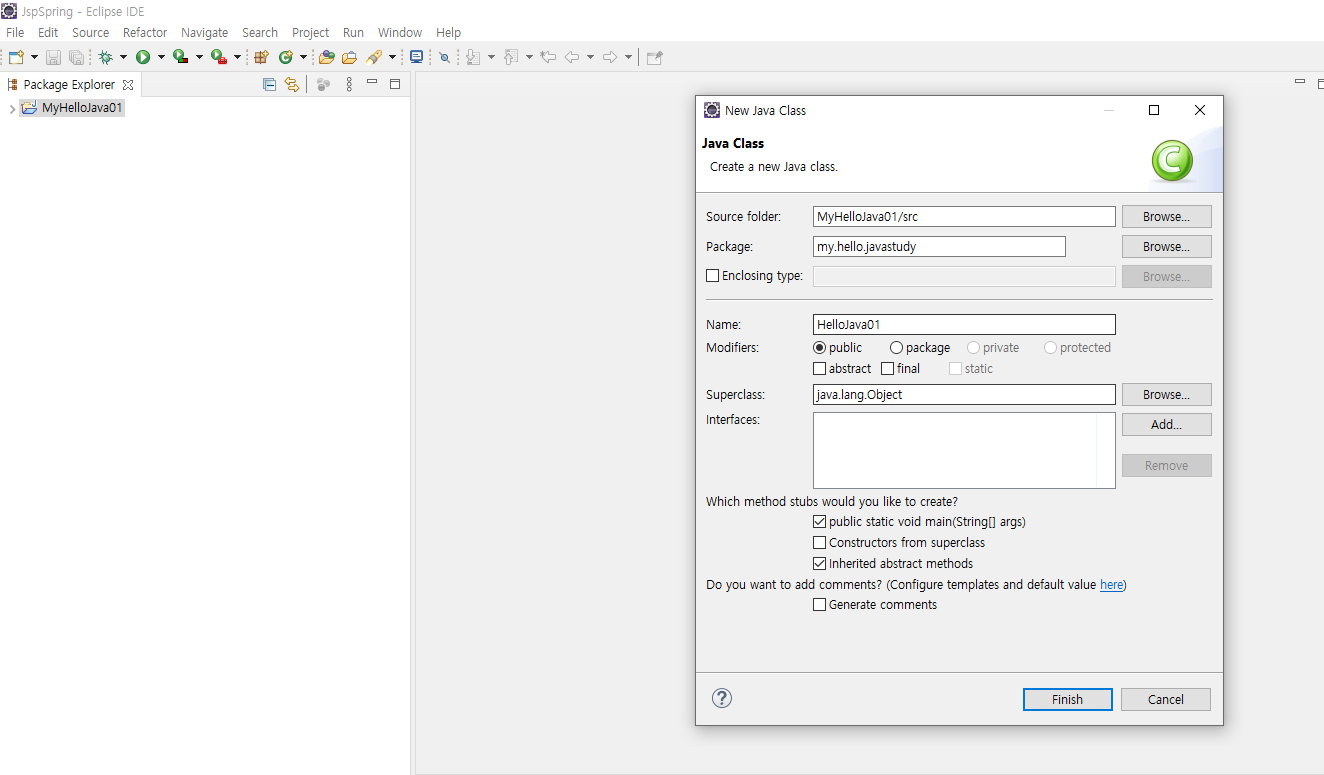 JspSpring - Eclipse IDE
File Edit Source Refactor Navigate Search Project Run Window Help
Package Explorer
MyHelloJava01
New Java Class
Java Class
Create a new Java class.
Source folder: MyHelloJava01/src Browse...
Package: my.hello.javastudy Browse...
Enclosing type: Browse...
Name: HelloJava01
Modifiers: public package private protected
abstract final static
Superclass: java.lang.Object Browse...
Interfaces: Add...
Remove
Which method stubs would you like to create?
public static void main(String[] args)
Constructors from superclass
Inherited abstract methods
Do you want to add comments? (Configure templates and default value here)
Generate comments
Finish Cancel